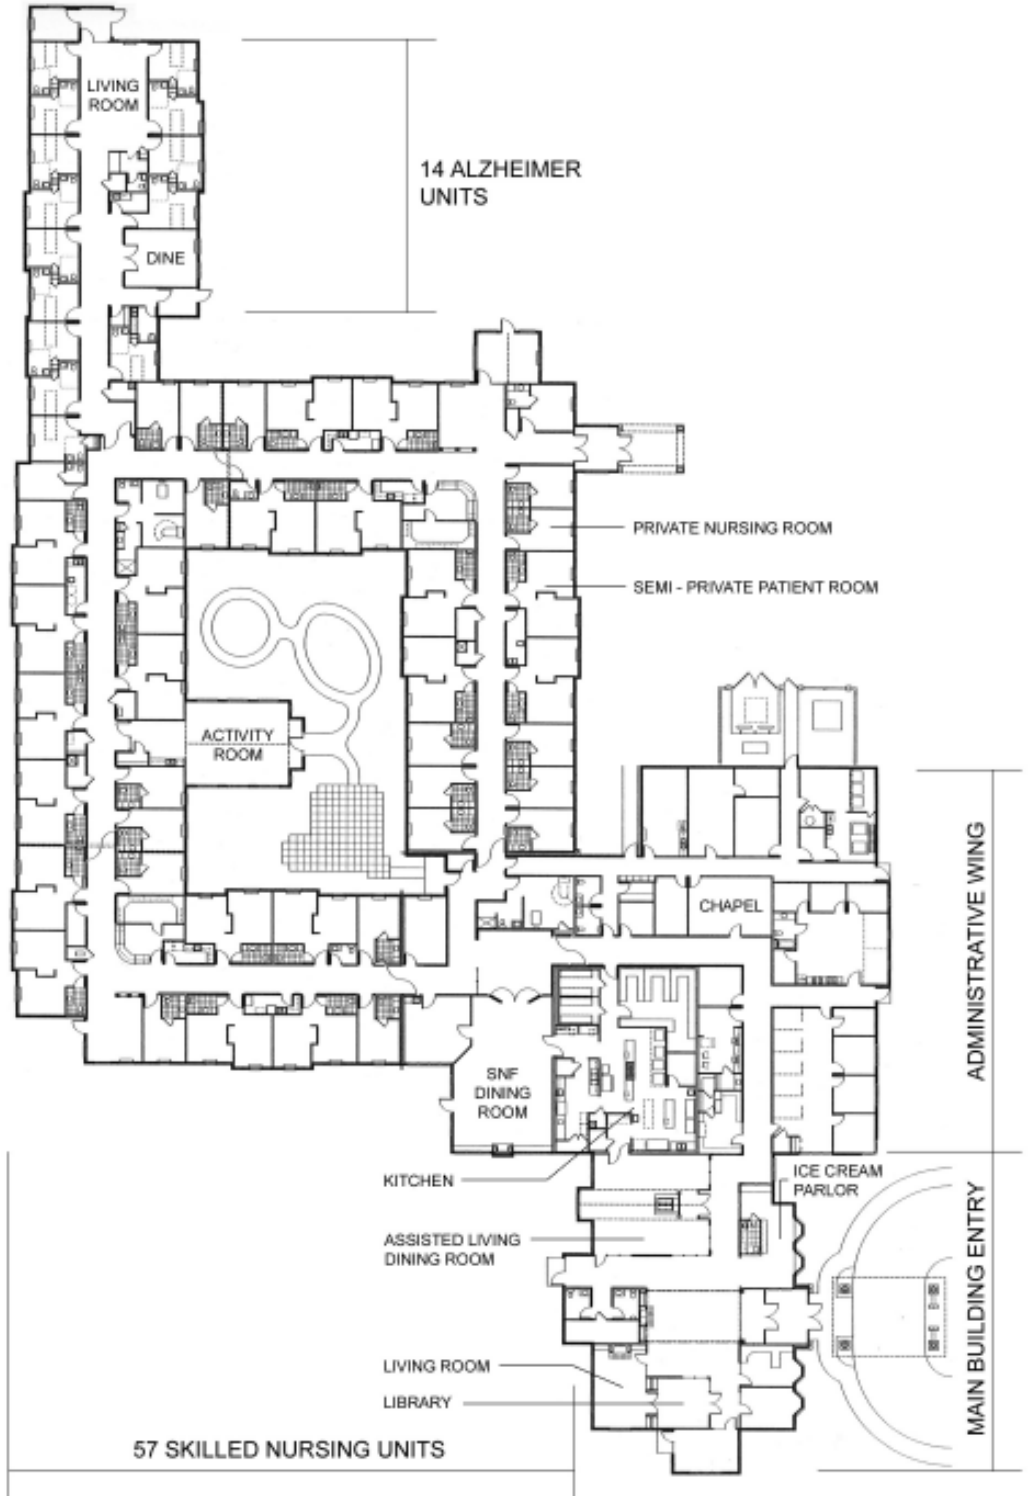 LIVING
ROOM
14 ALZHEIMER
UNITS
DINE
PRIVATE NURSING ROOM
SEMI - PRIVATE PATIENT ROOM
ACTIVITY
ROOM
CHAPEL
ADMINISTRATIVE WING
SNF
DINING
ROOM
KITCHEN
ICE CREAM
PARLOR
ASSISTED LIVING
DINING ROOM
MAIN BUILDING ENTRY
LIVING ROOM
LIBRARY
57 SKILLED NURSING UNITS